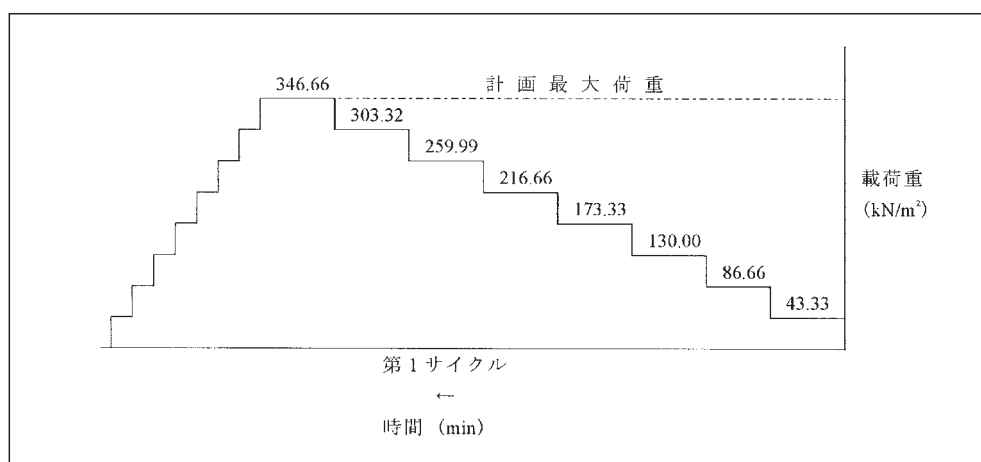 346.66
計画最大荷重
303.32
259.99
216.66
173.33
130.00
86.66
43.33
載荷重
(kN/m²)
第1サイクル
←
時間 (min)